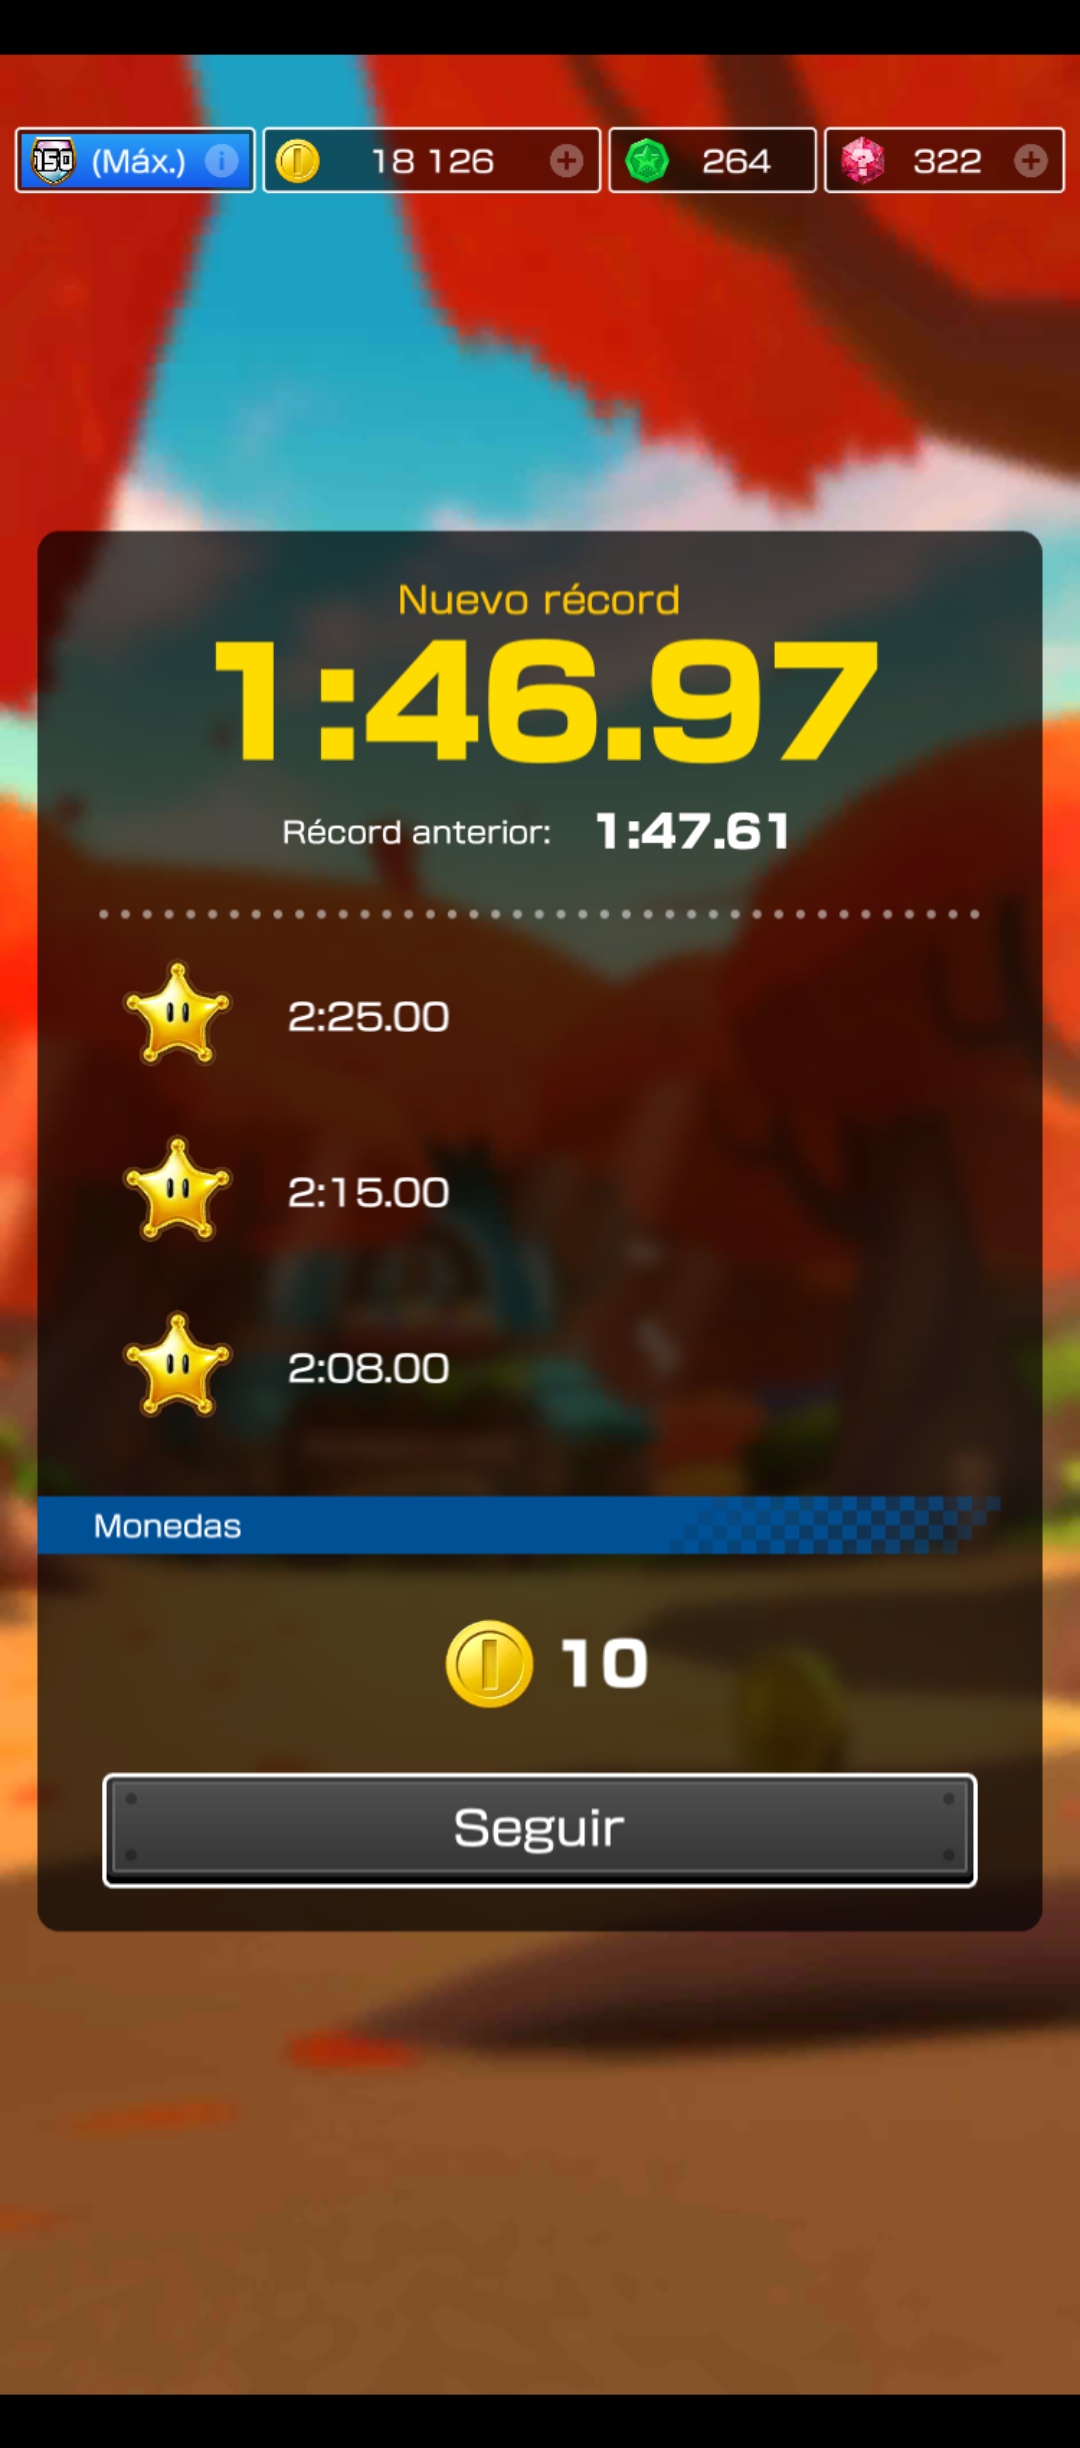 150 (Máx.) i 18 126 + 264 322 +
Nuevo récord
1:46.97
Récord anterior: 1:47.61
2:25.00
2:15.00
2:08.00
Monedas
10
Seguir